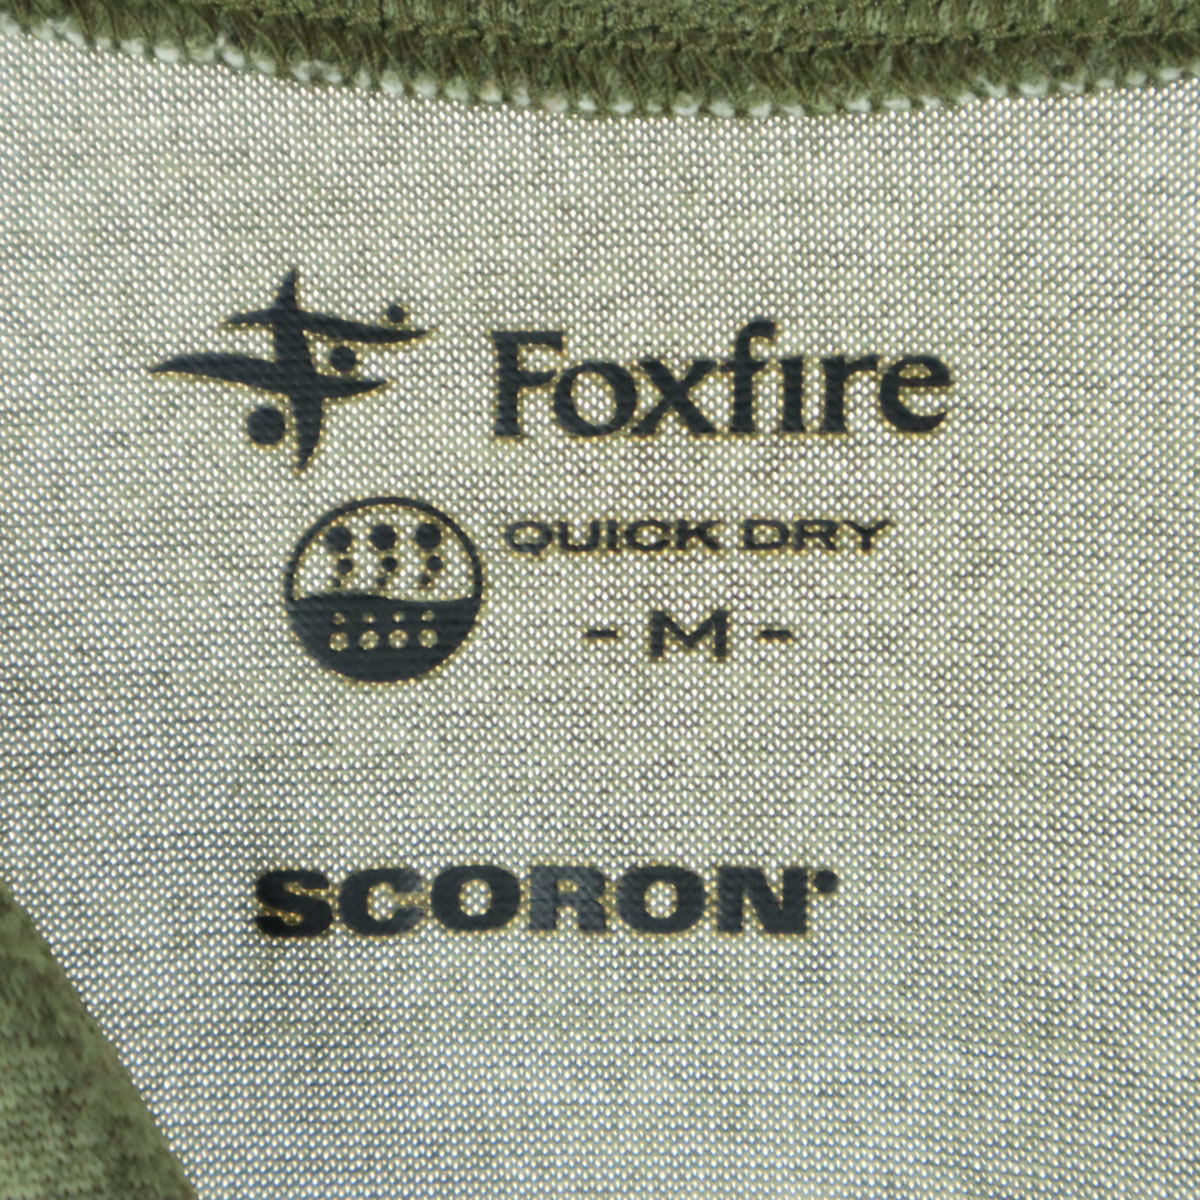 Foxfire
QUICK DRY
- M -
SCORON